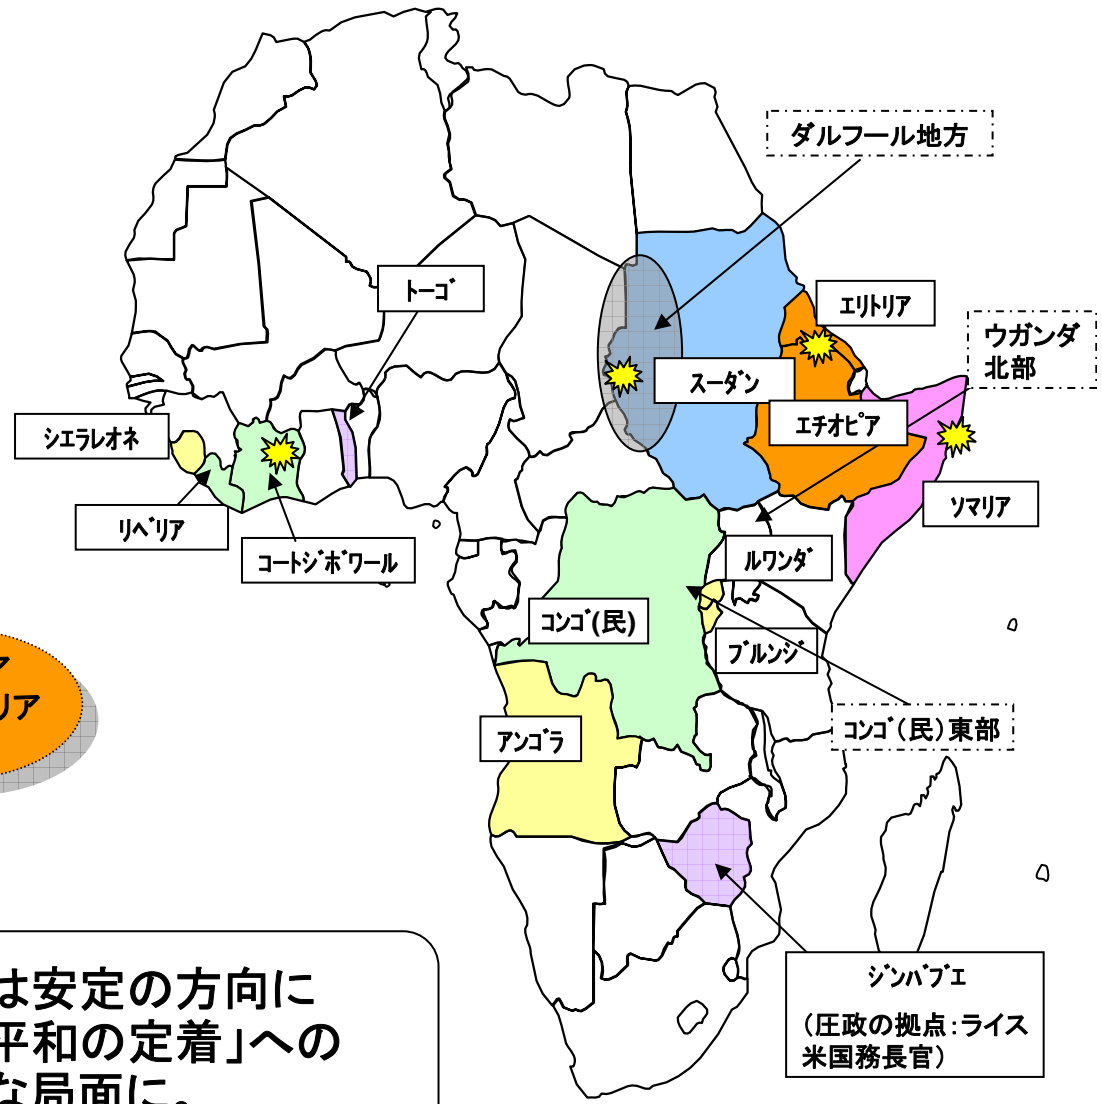 ダルフール地方
トーゴ
エリトリア
ウガンダ
北部
スーダン
エチオピア
シエラレオネ
リベリア
コートジボワール
ソマリア
ルワンダ
コンゴ(民)
ブルンジ
ア
リア
アンゴラ
コンゴ(民)東部
ジンバブエ
(圧政の拠点:ライス
米国務長官)
は安定の方向に
平和の定着」への
な局面に。